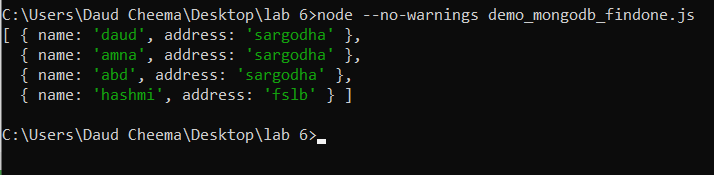 C:\Users\Daud Cheema\Desktop\lab 6>node --no-warnings demo_mongodb_findone.js
[ { name: 'daud', address: 'sargodha' },
  { name: 'amna', address: 'sargodha' },
  { name: 'abd', address: 'sargodha' },
  { name: 'hashmi', address: 'fslb' } ]
C:\Users\Daud Cheema\Desktop\lab 6>